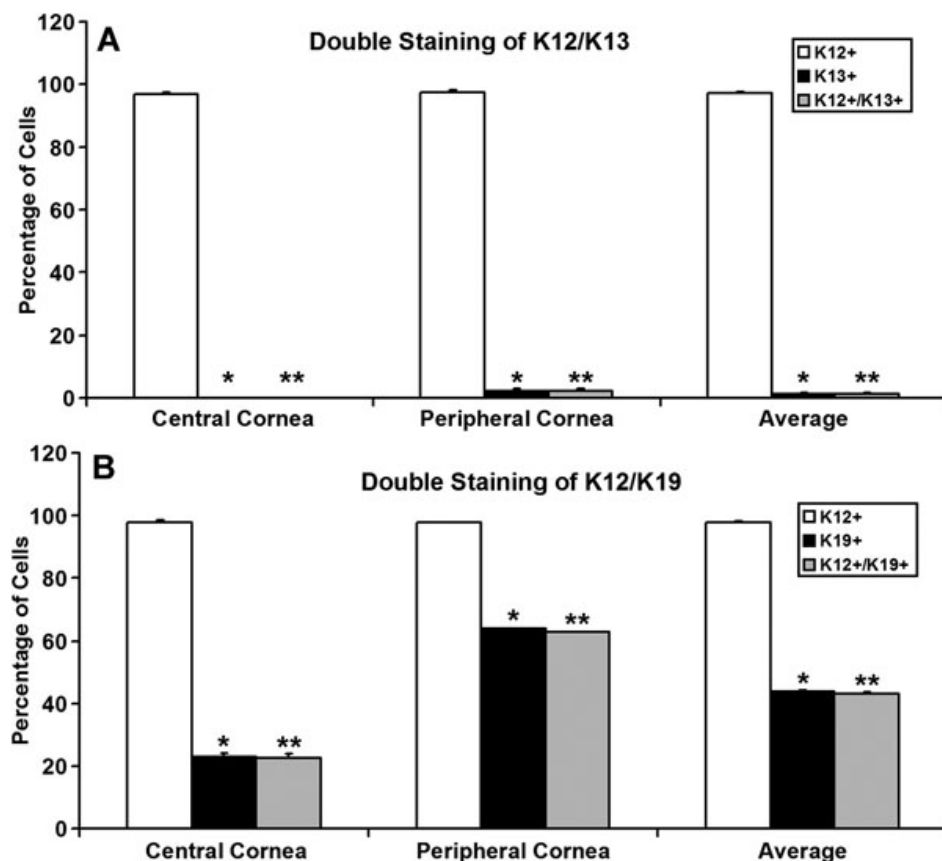 A
Double Staining of K12/K13
K12+
K13+
K12+/K13+
Percentage of Cells
120
100
80
60
40
20
0
* ** * ** * **
Central Cornea Peripheral Cornea Average
B
Double Staining of K12/K19
K12+
K19+
K12+/K19+
Percentage of Cells
120
100
80
60
40
20
0
* ** * ** * **
Central Cornea Peripheral Cornea Average